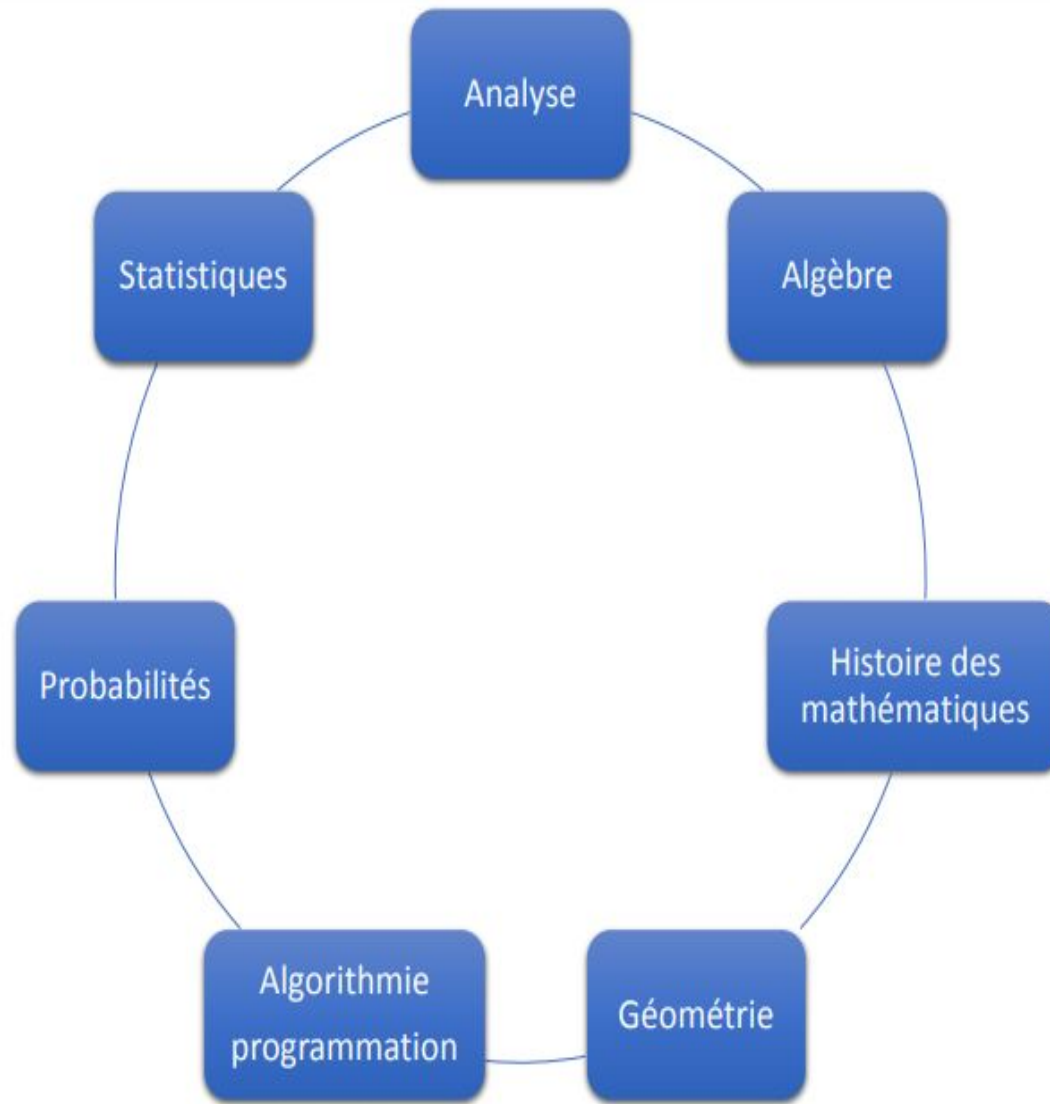 Analyse
Algèbre
Histoire des
mathématiques
Géométrie
Algorithmie
programmation
Probabilités
Statistiques